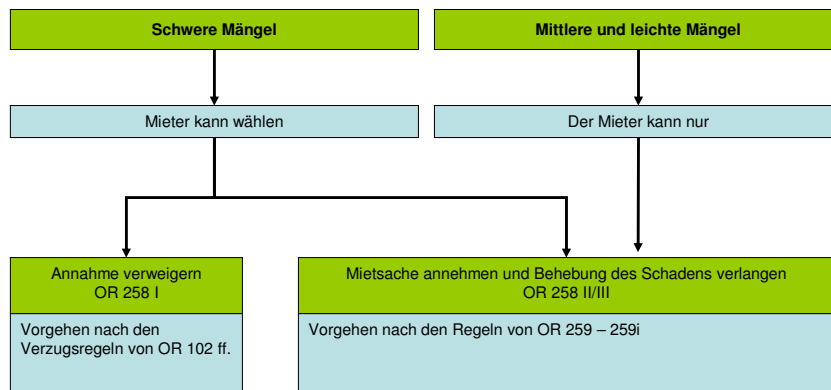 Schwere Mängel
Mittlere und leichte Mängel
Mieter kann wählen
Der Mieter kann nur
Annahme verweigern
OR 258 I
Vorgehen nach den
Verzugsregeln von OR 102 ff.
Mietsache annehmen und Behebung des Schadens verlangen
OR 258 II/III
Vorgehen nach den Regeln von OR 259 – 259i